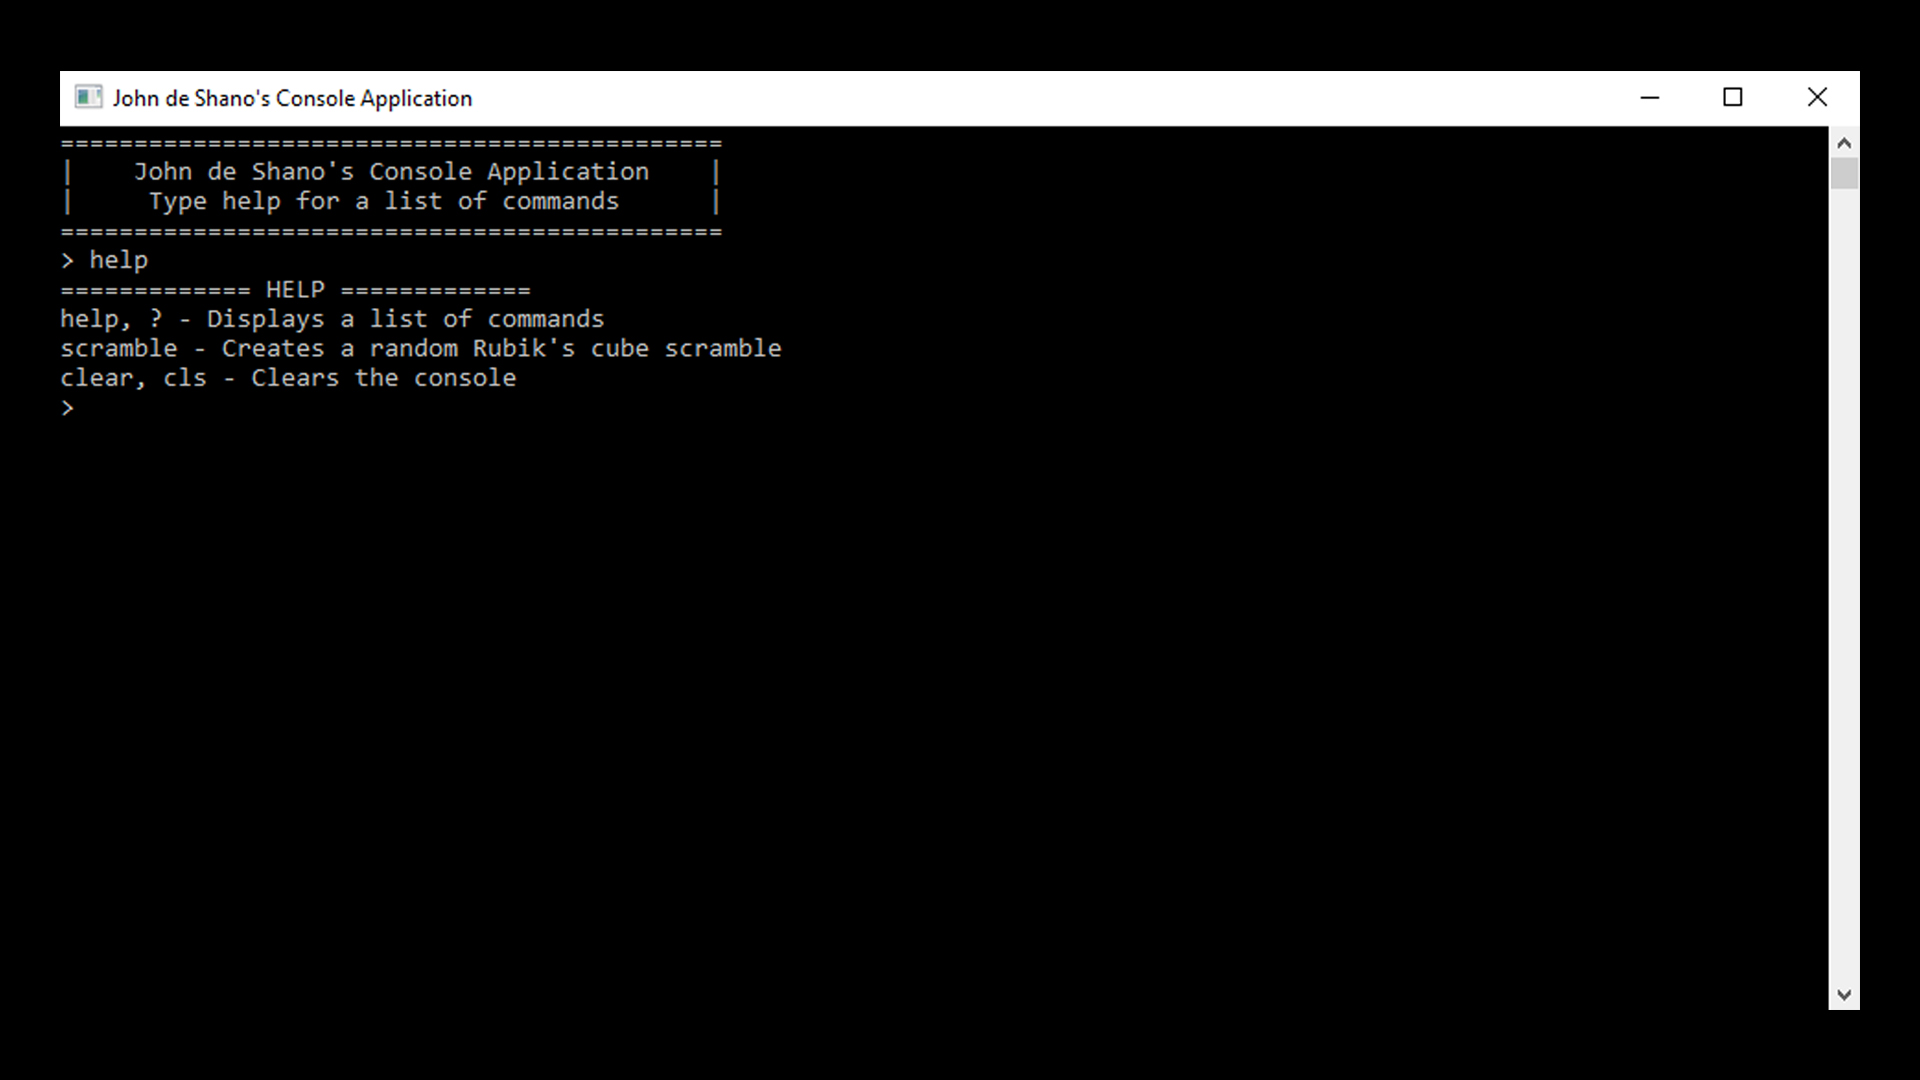 John de Shano's Console Application
=============================================
|    John de Shano's Console Application    |
|     Type help for a list of commands      |
=============================================
> help
============= HELP =============
help, ? - Displays a list of commands
scramble - Creates a random Rubik's cube scramble
clear, cls - Clears the console
>